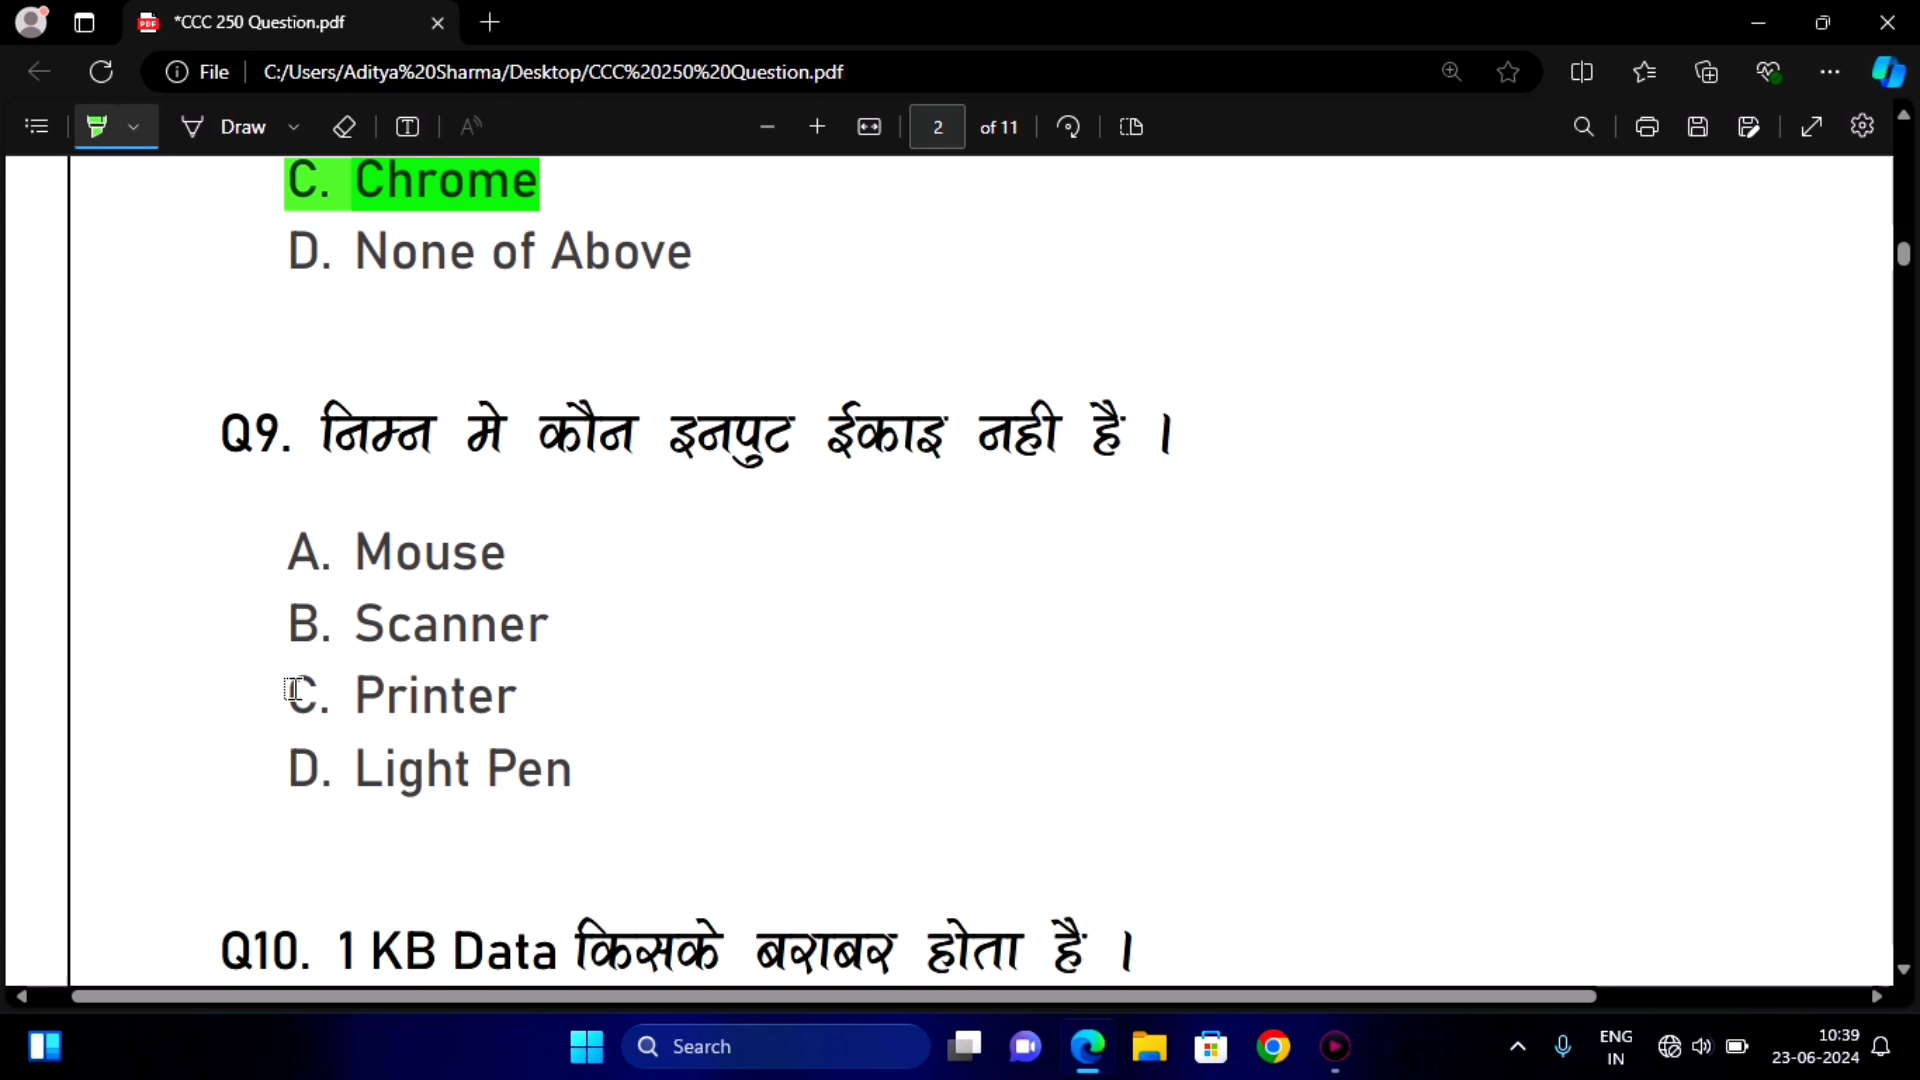 *CCC 250 Question.pdf
File
C:/Users/Aditya%20Sharma/Desktop/CCC%20250%20Question.pdf
Draw
2 of 11
C. Chrome
D. None of Above
Q9. निम्न मे कौन इनपुट ईकाइ नही है ।
A. Mouse
B. Scanner
C. Printer
D. Light Pen
Q10. 1 KB Data किसके बराबर होता है ।
Search
ENG
IN
10:39
23-06-2024